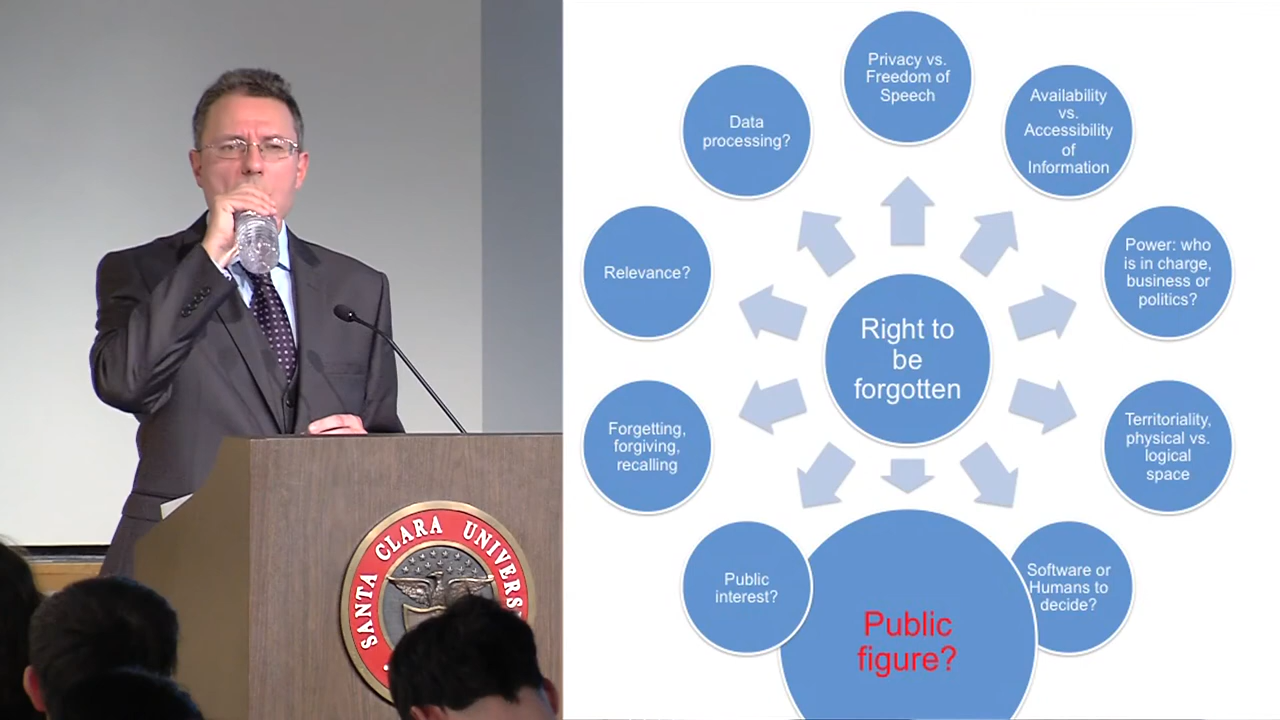 SANTA CLARA UNIVERS
Privacy vs.
Freedom of
Speech
Availability
vs.
Accessibility
of
Information
Power: who
is in charge,
business or
politics?
Territoriality,
physical vs.
logical
space
Software or
Humans to
decide?
Public
figure?
Public
interest?
Forgetting,
forgiving,
recalling
Relevance?
Data
processing?
Right to
be
forgotten